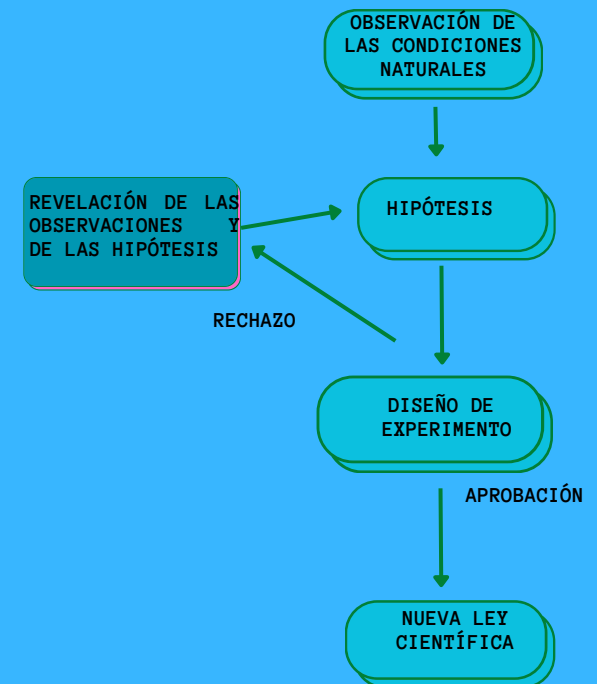 OBSERVACIÓN DE
LAS CONDICIONES
NATURALES
REVELACIÓN DE LAS
OBSERVACIONES Y
DE LAS HIPÓTESIS
HIPÓTESIS
RECHAZO
DISEÑO DE
EXPERIMENTO
APROBACIÓN
NUEVA LEY
CIENTÍFICA